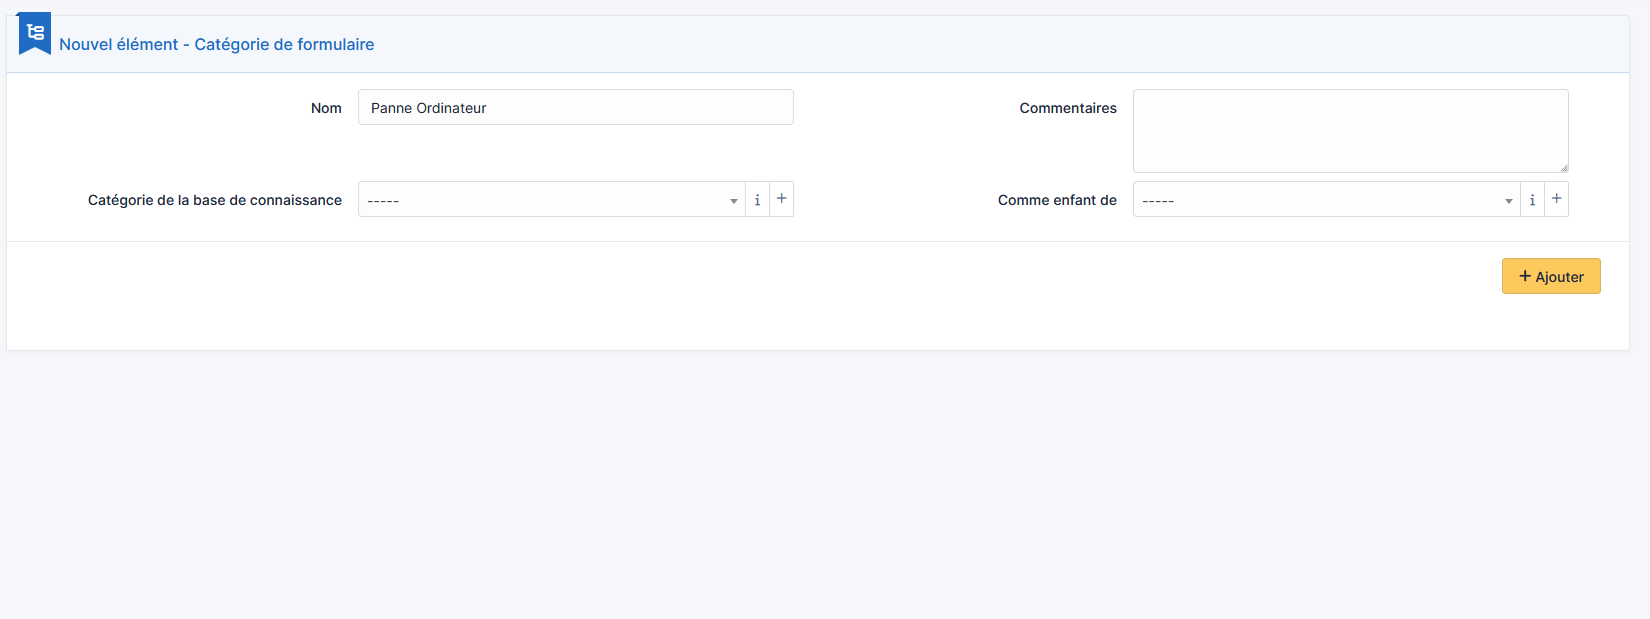 Nouvel élément - Catégorie de formulaire
Nom
Panne Ordinateur
Commentaires
Catégorie de la base de connaissance
-----
i
+
Comme enfant de
-----
i
+
+ Ajouter